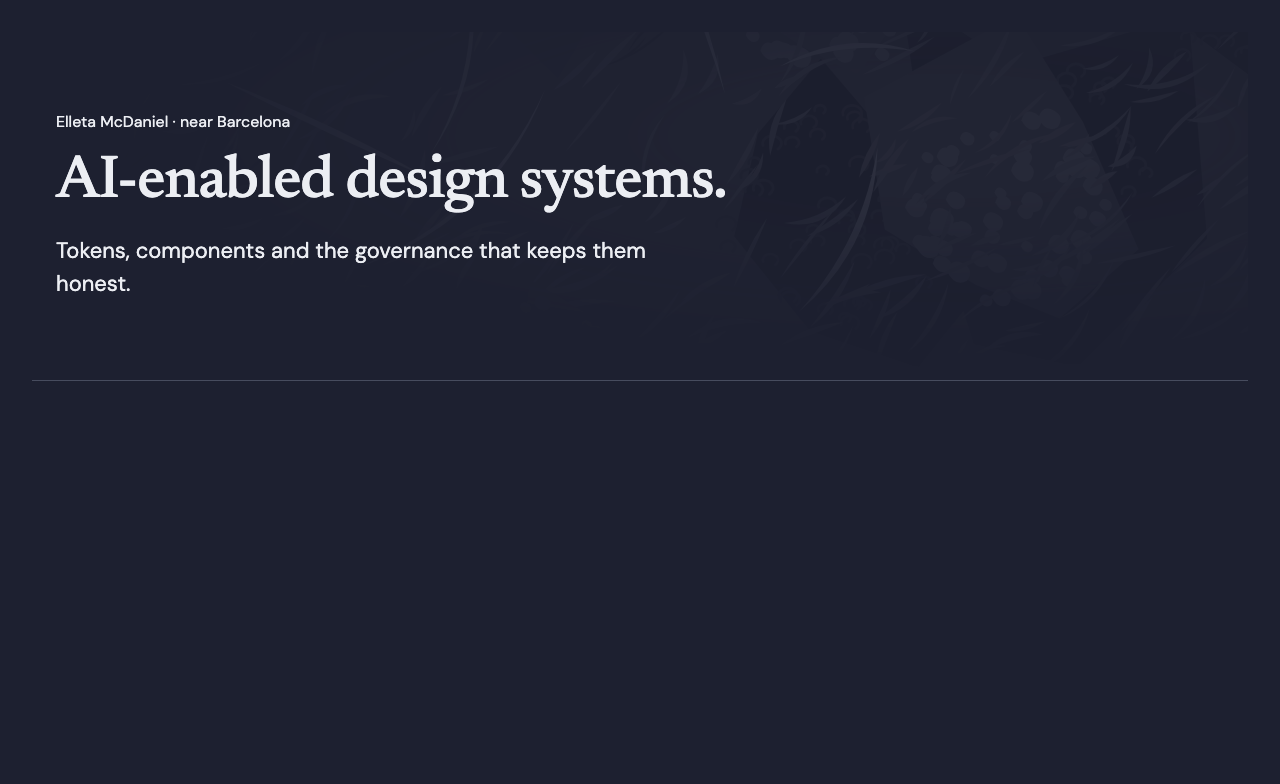 Elleta McDaniel · near Barcelona
AI-enabled design systems.
Tokens, components and the governance that keeps them
honest.